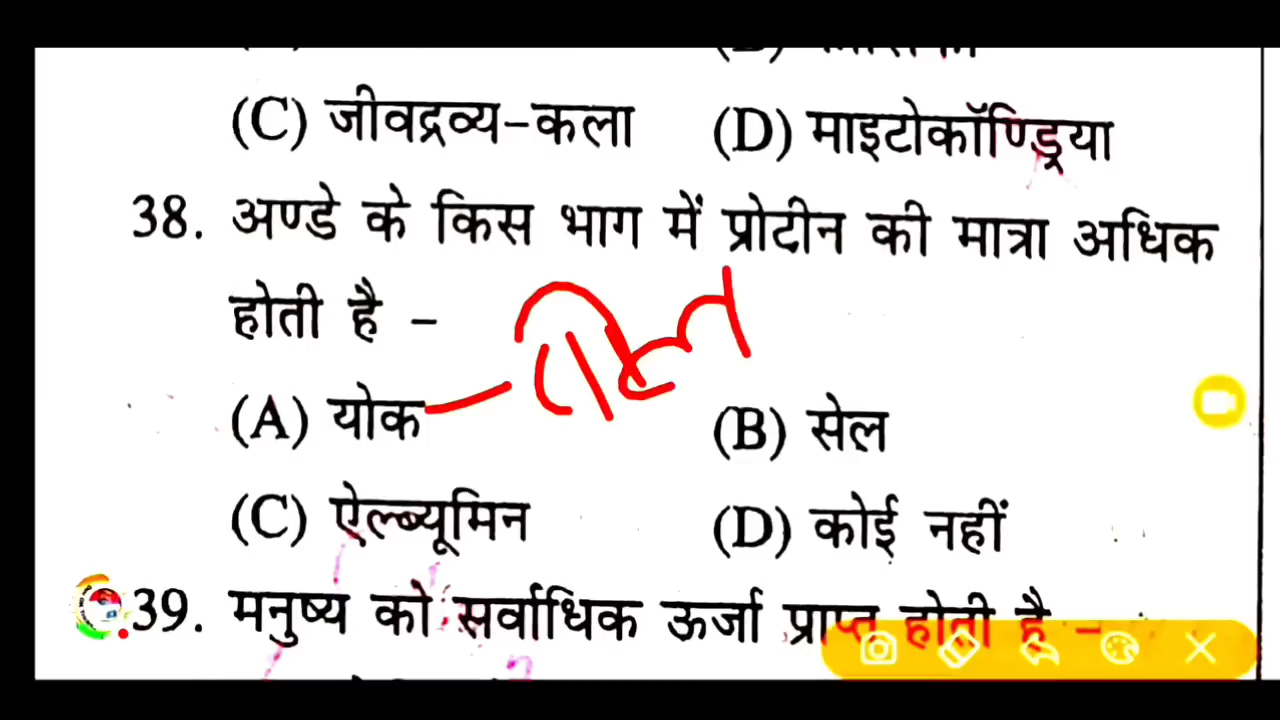 (C) जीवद्रव्य-कला (D) माइटोकॉण्ड्रिया
38. अण्डे के किस भाग में प्रोटीन की मात्रा अधिक
होती है -
(A) योक (B) सेल
(C) ऐल्ब्यूमिन (D) कोई नहीं
39. मनुष्य को सर्वाधिक ऊर्जा प्राप्त होती है -